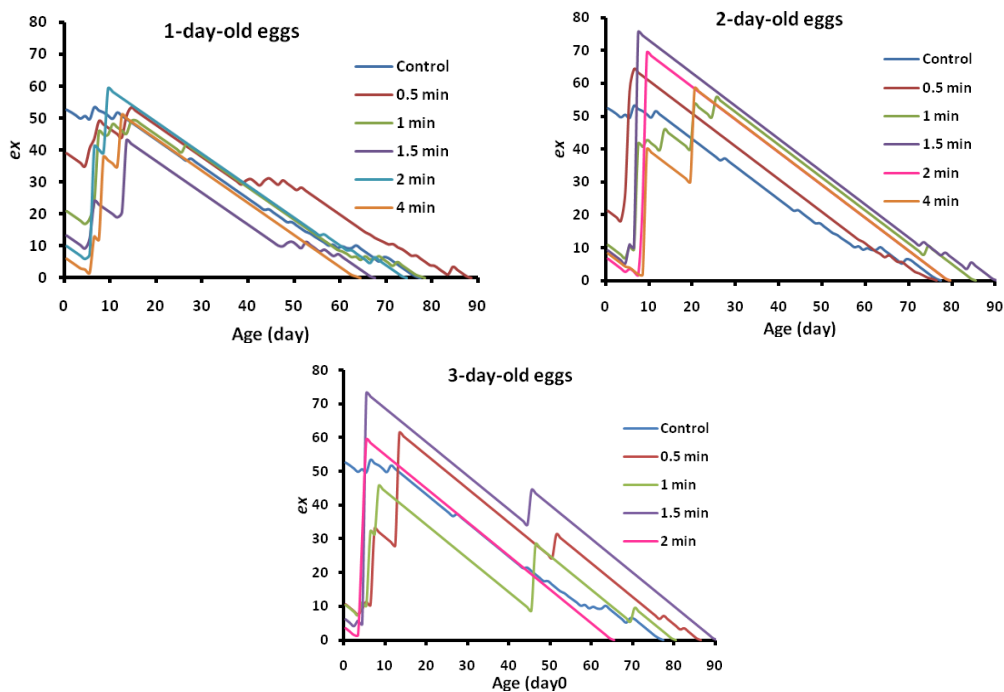 1-day-old eggs
80
70
60
50
40
30
20
10
0
ex
0 10 20 30 40 50 60 70 80 90
Age (day)
Control
0.5 min
1 min
1.5 min
2 min
4 min
2-day-old eggs
80
70
60
50
40
30
20
10
0
ex
0 10 20 30 40 50 60 70 80 90
Age (day)
Control
0.5 min
1 min
1.5 min
2 min
4 min
3-day-old eggs
80
70
60
50
40
30
20
10
0
ex
0 10 20 30 40 50 60 70 80 90
Age (day0
Control
0.5 min
1 min
1.5 min
2 min